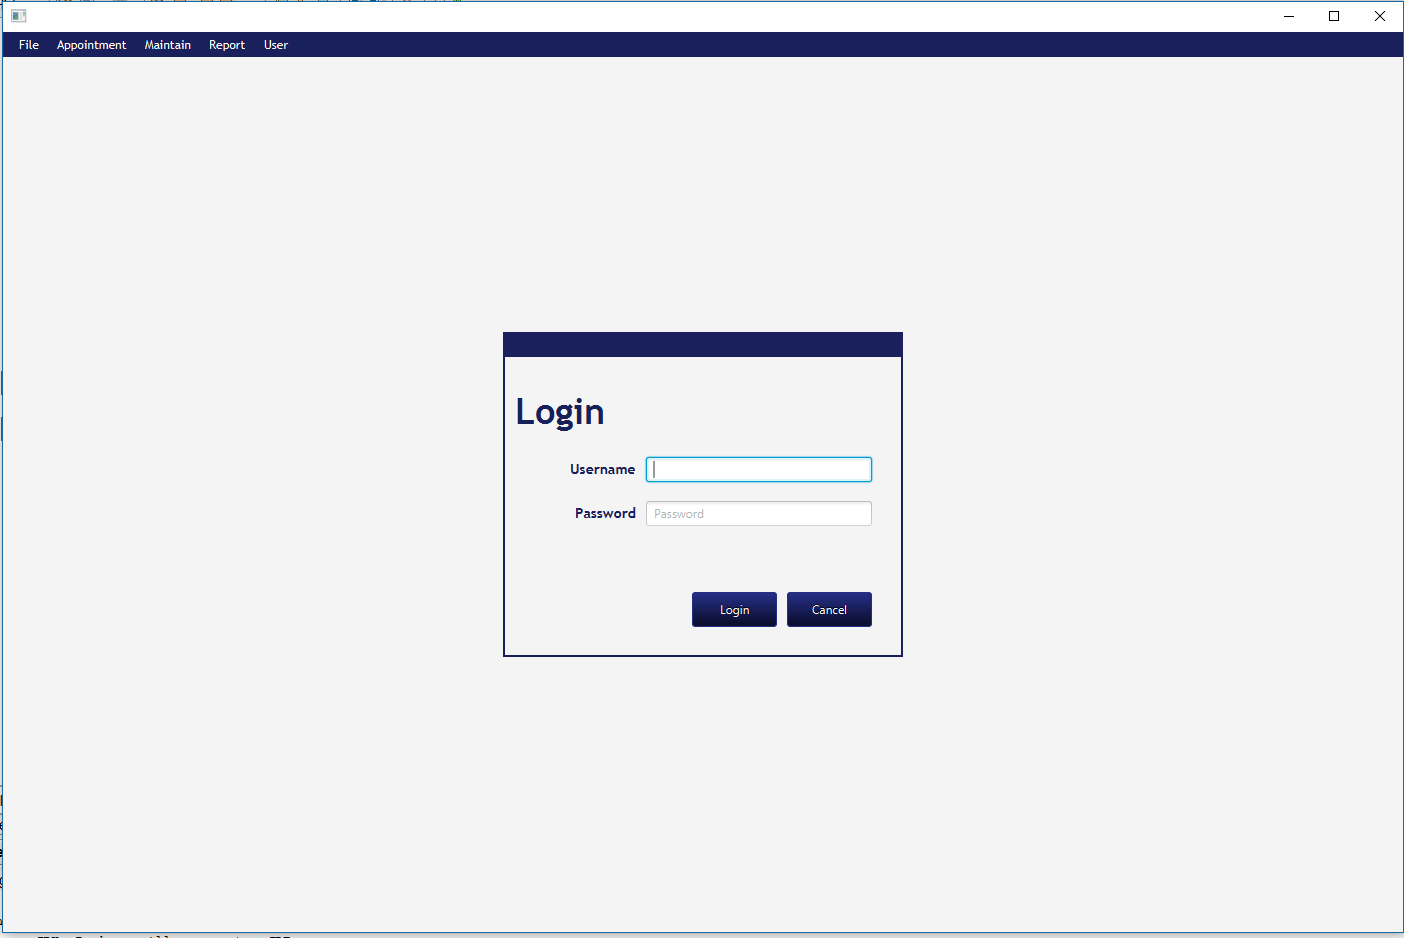 File Appointment Maintain Report User
Login
Username
Password Password
Login Cancel